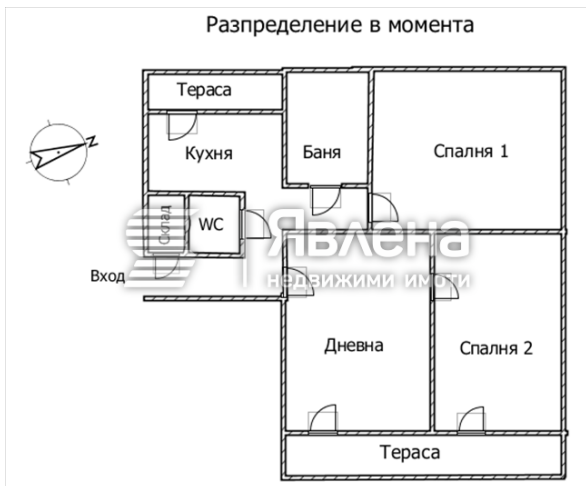 Разпределение в момента
Тераса
Кухня
Баня
Спалня 1
N
Склад
WC
Явлена
недвижими имоти
Вход
Дневна
Спалня 2
Тераса